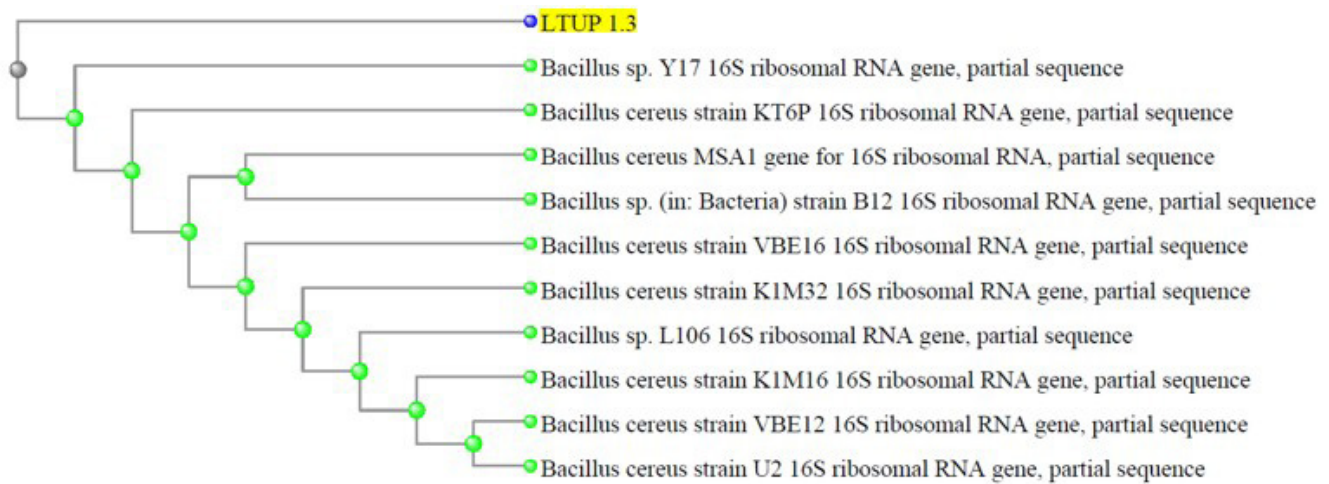 LTUP 1.3
Bacillus sp. Y17 16S ribosomal RNA gene, partial sequence
Bacillus cereus strain KT6P 16S ribosomal RNA gene, partial sequence
Bacillus cereus MSA1 gene for 16S ribosomal RNA, partial sequence
Bacillus sp. (in: Bacteria) strain B12 16S ribosomal RNA gene, partial sequence
Bacillus cereus strain VBE16 16S ribosomal RNA gene, partial sequence
Bacillus cereus strain K1M32 16S ribosomal RNA gene, partial sequence
Bacillus sp. L106 16S ribosomal RNA gene, partial sequence
Bacillus cereus strain K1M16 16S ribosomal RNA gene, partial sequence
Bacillus cereus strain VBE12 16S ribosomal RNA gene, partial sequence
Bacillus cereus strain U2 16S ribosomal RNA gene, partial sequence